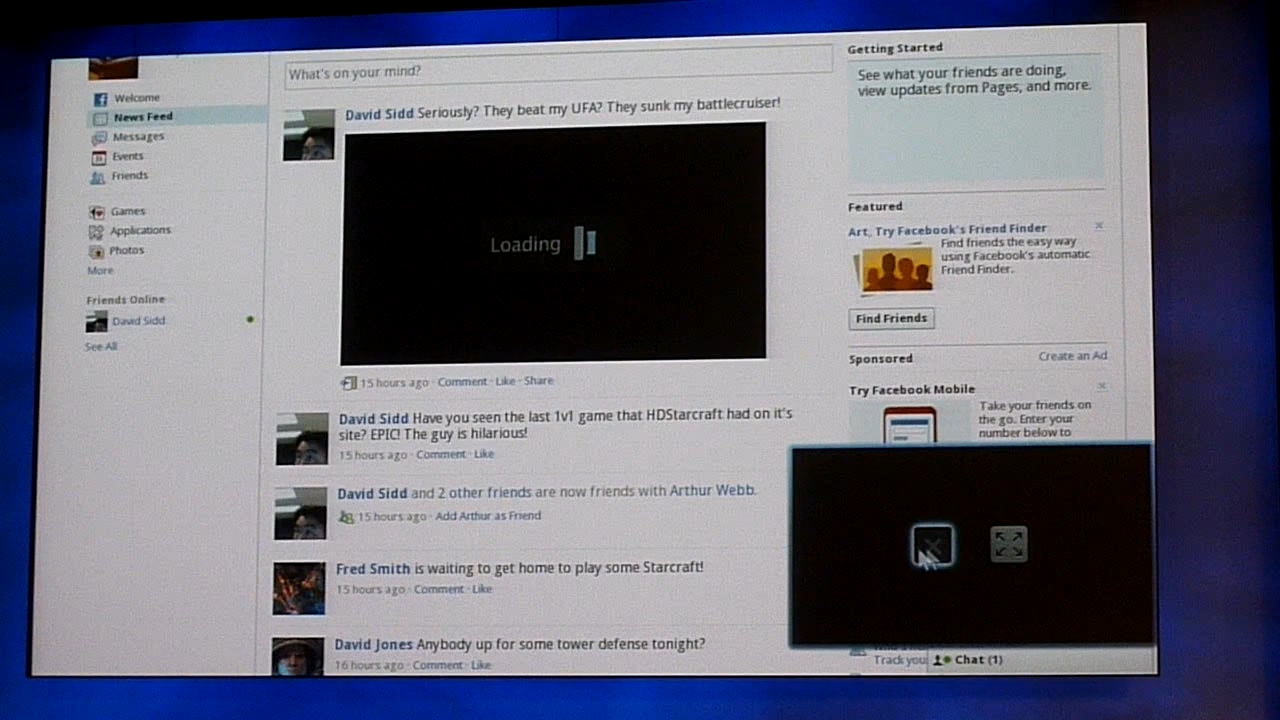 What's on your mind?
Welcome
News Feed
Messages
Events
Friends
Games
Applications
Photos
More
Friends Online
David Sidd
See All
David Sidd Seriously? They beat my UFA? They sunk my battlecruiser!
Loading
15 hours ago · Comment · Like · Share
David Sidd Have you seen the last 1v1 game that HDStarcraft had on it's
site? EPIC! The guy is hilarious!
15 hours ago · Comment · Like
David Sidd and 2 other friends are now friends with Arthur Webb.
15 hours ago · Add Arthur as Friend
Fred Smith is waiting to get home to play some Starcraft!
15 hours ago · Comment · Like
David Jones Anybody up for some tower defense tonight?
16 hours ago · Comment · Like
Getting Started
See what your friends are doing,
view updates from Pages, and more.
Featured
Art, Try Facebook's Friend Finder
Find friends the easy way
using Facebook's automatic
Friend Finder.
Find Friends
Sponsored
Create an Ad
Try Facebook Mobile
Take your friends on
the go. Enter your
number below to
Track you
Chat (1)